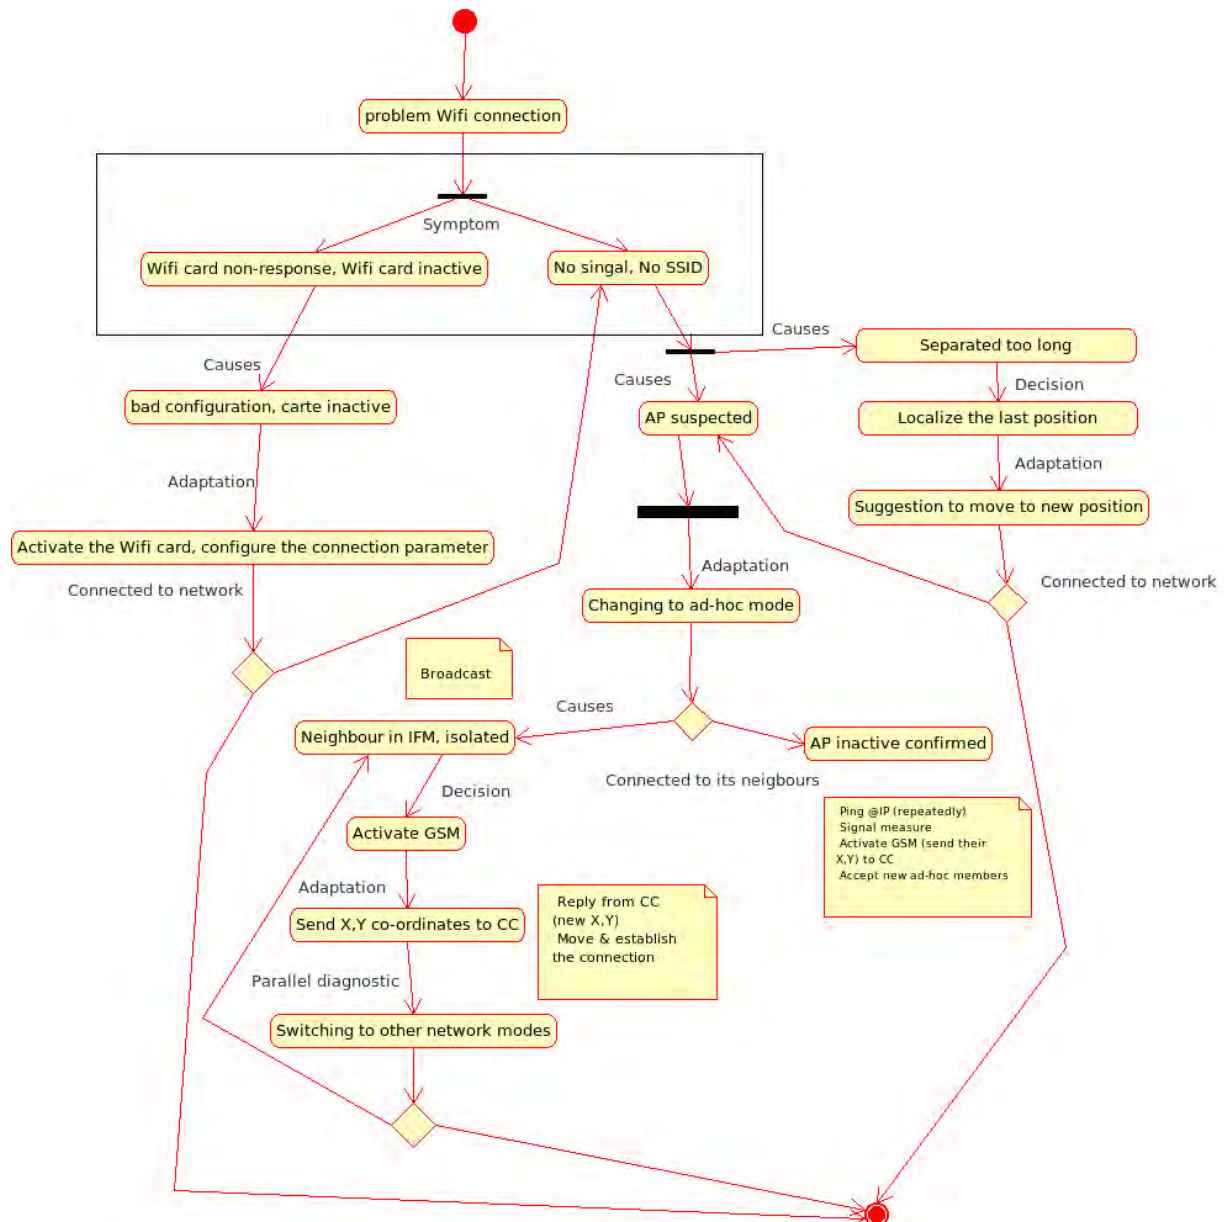 problem Wifi connection
Symptom
Wifi card non-response, Wifi card inactive
No singal, No SSID
Causes
Separated too long
Causes
Causes
Decision
bad configuration, carte inactive
AP suspected
Localize the last position
Adaptation
Adaptation
Suggestion to move to new position
Activate the Wifi card, configure the connection parameter
Adaptation
Connected to network
Connected to network
Changing to ad-hoc mode
Broadcast
Causes
Neighbour in IFM, isolated
AP inactive confirmed
Connected to its neigbours
Decision
Ping @IP (repeatedly)
Signal measure
Activate GSM (send their
X,Y) to CC
Accept new ad-hoc members
Activate GSM
Adaptation
Reply from CC
(new X,Y)
Move & establish
the connection
Send X,Y co-ordinates to CC
Parallel diagnostic
Switching to other network modes